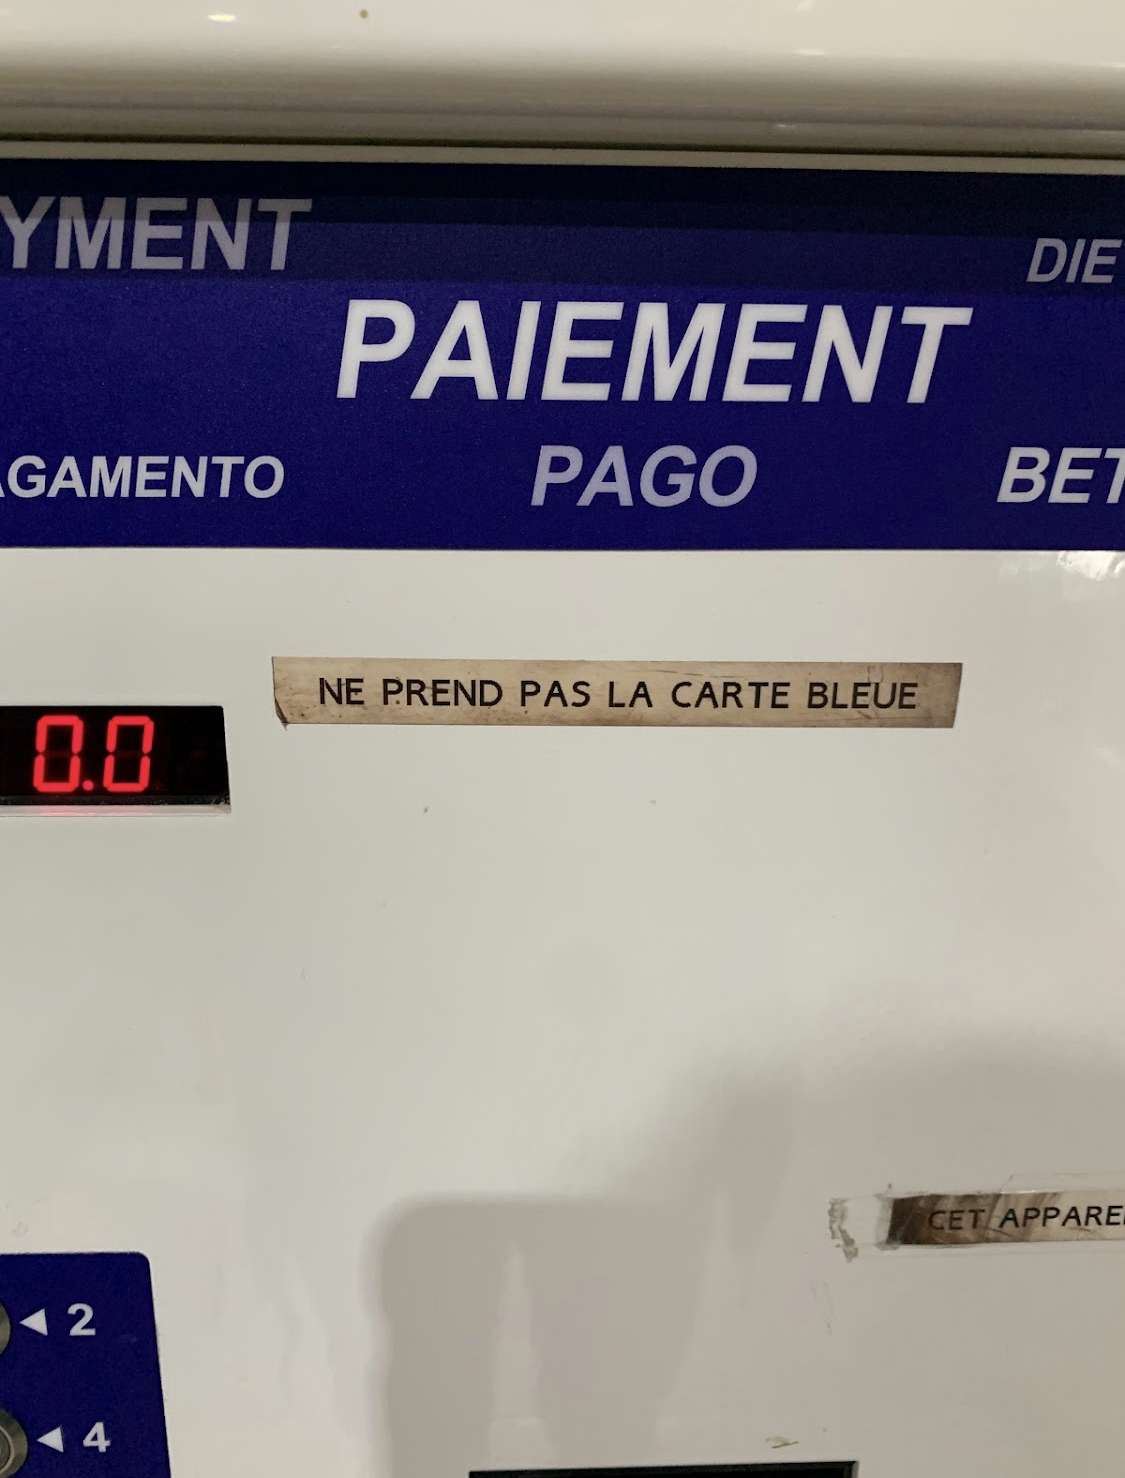 YMENT
DIE
PAIEMENT
AGAMENTO
PAGO
BET
NE PREND PAS LA CARTE BLEUE
0.0
CET APPARE
2
4